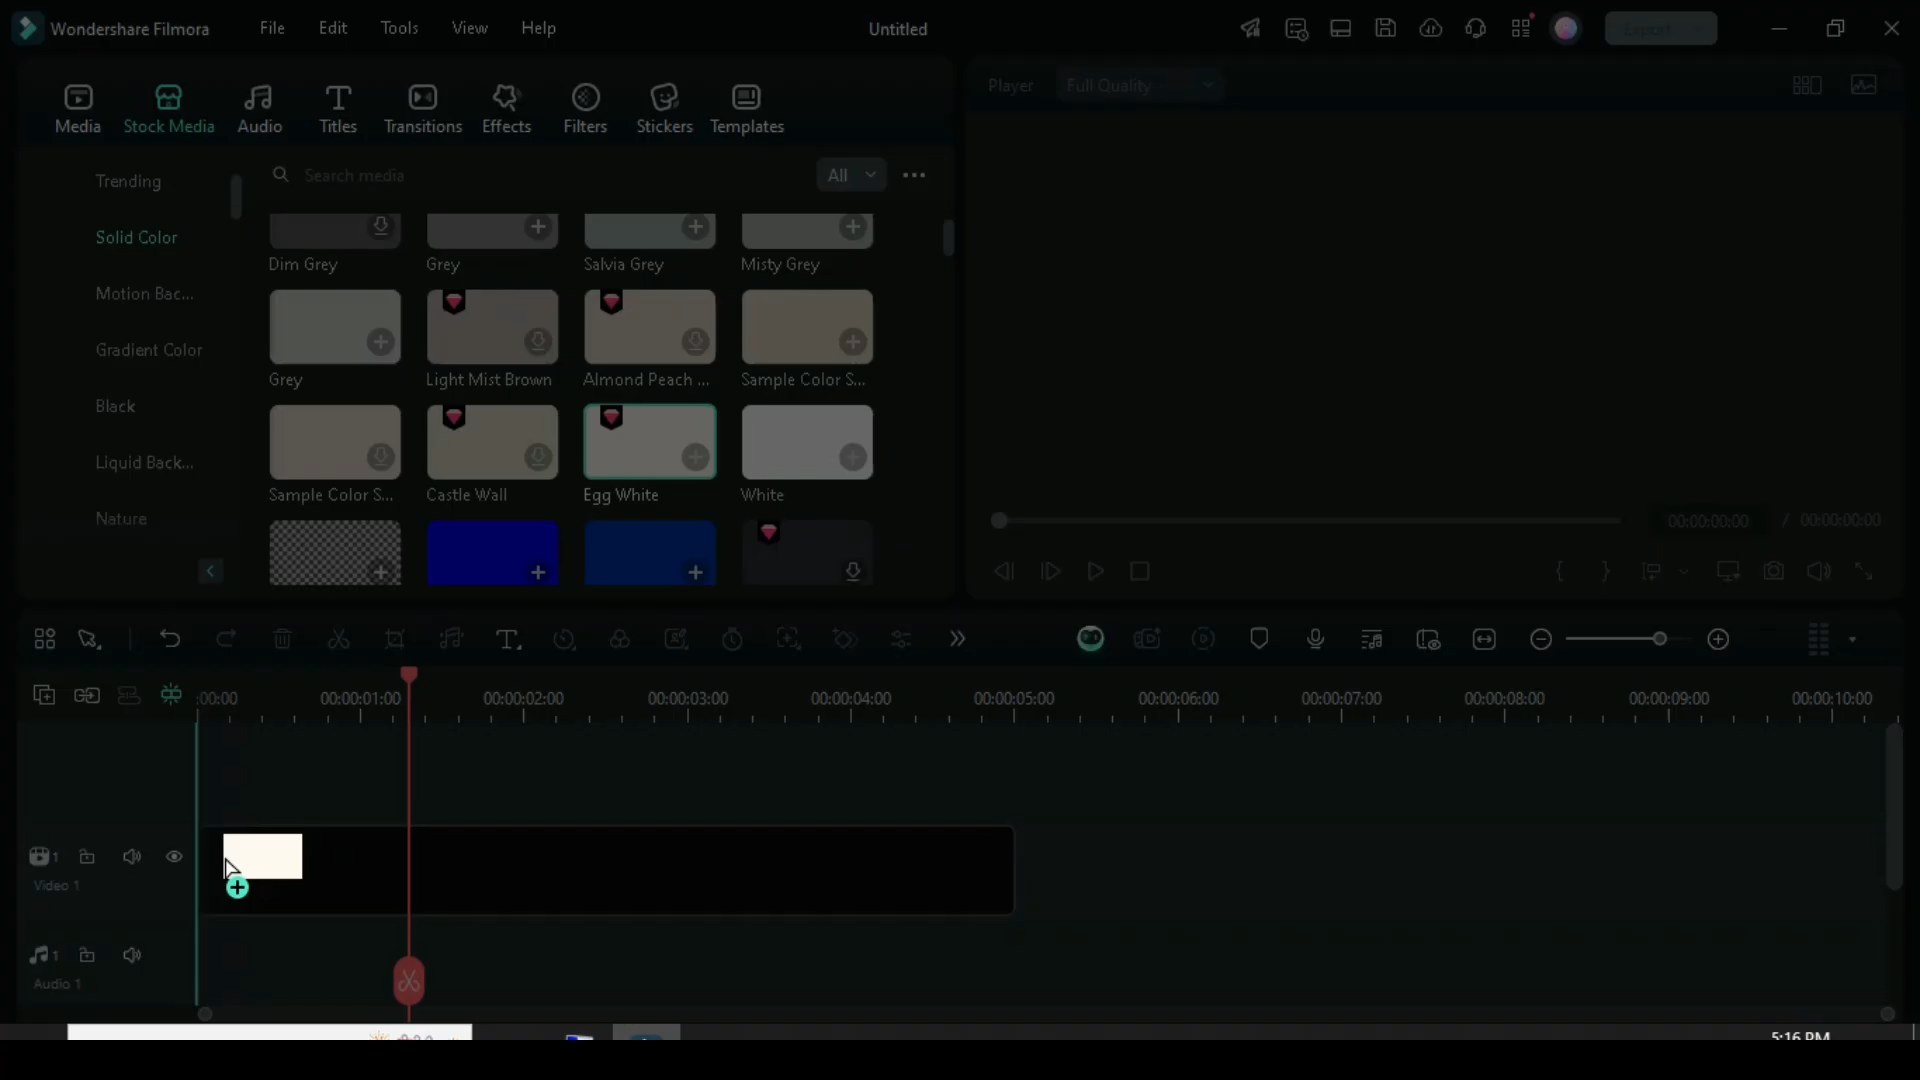 Wondershare Filmora
File
Edit
Tools
View
Help
Untitled
Export
Media
Stock Media
Audio
Titles
Transitions
Effects
Filters
Stickers
Templates
Player
Full Quality
Trending
Solid Color
Motion Bac...
Gradient Color
Black
Liquid Back...
Nature
Search media
All
Dim Grey
Grey
Salvia Grey
Misty Grey
Grey
Light Mist Brown
Almond Peach ...
Sample Color S...
Sample Color S...
Castle Wall
Egg White
White
00:00:00:00 / 00:00:00:00
:00:00
00:00:01:00
00:00:02:00
00:00:03:00
00:00:04:00
00:00:05:00
00:00:06:00
00:00:07:00
00:00:08:00
00:00:09:00
00:00:10:00
1
Video 1
1
Audio 1
5:16 PM